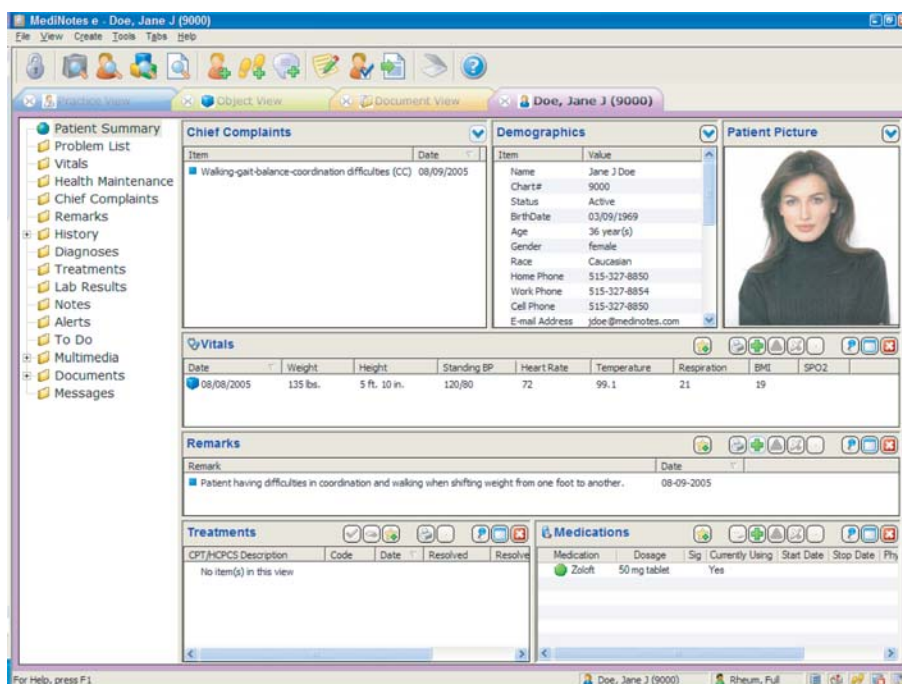 MediNotes e - Doe, Jane J (9000)
File View Create Tools Tabs Help
Practice View
Object View
Document View
Doe, Jane J (9000)
Patient Summary
Problem List
Vitals
Health Maintenance
Chief Complaints
Remarks
History
Diagnoses
Treatments
Lab Results
Notes
Alerts
To Do
Multimedia
Documents
Messages
Chief Complaints
Item Date
Walking-gait-balance-coordination difficulties (CC) 08/09/2005
Demographics
Item Value
Name Jane J Doe
Chart# 9000
Status Active
BirthDate 03/09/1969
Age 36 year(s)
Gender female
Race Caucasian
Home Phone 515-327-8850
Work Phone 515-327-8854
Cell Phone 515-327-8850
E-mail Address jdoe@medinotes.com
Patient Picture
Vitals
Date Weight Height Standing BP Heart Rate Temperature Respiration BMI SPO2
08/08/2005 135 lbs. 5 ft. 10 in. 120/80 72 99.1 21 19
Remarks
Remark Date
Patient having difficulties in coordination and walking when shifting weight from one foot to another. 08-09-2005
Treatments
CPT/HCPCS Description Code Date Resolved Resolve
No item(s) in this view
Medications
Medication Dosage Sig Currently Using Start Date Stop Date Phy
Zoloft 50 mg tablet Yes
For Help, press F1
Doe, Jane J (9000)
Rheum, Full